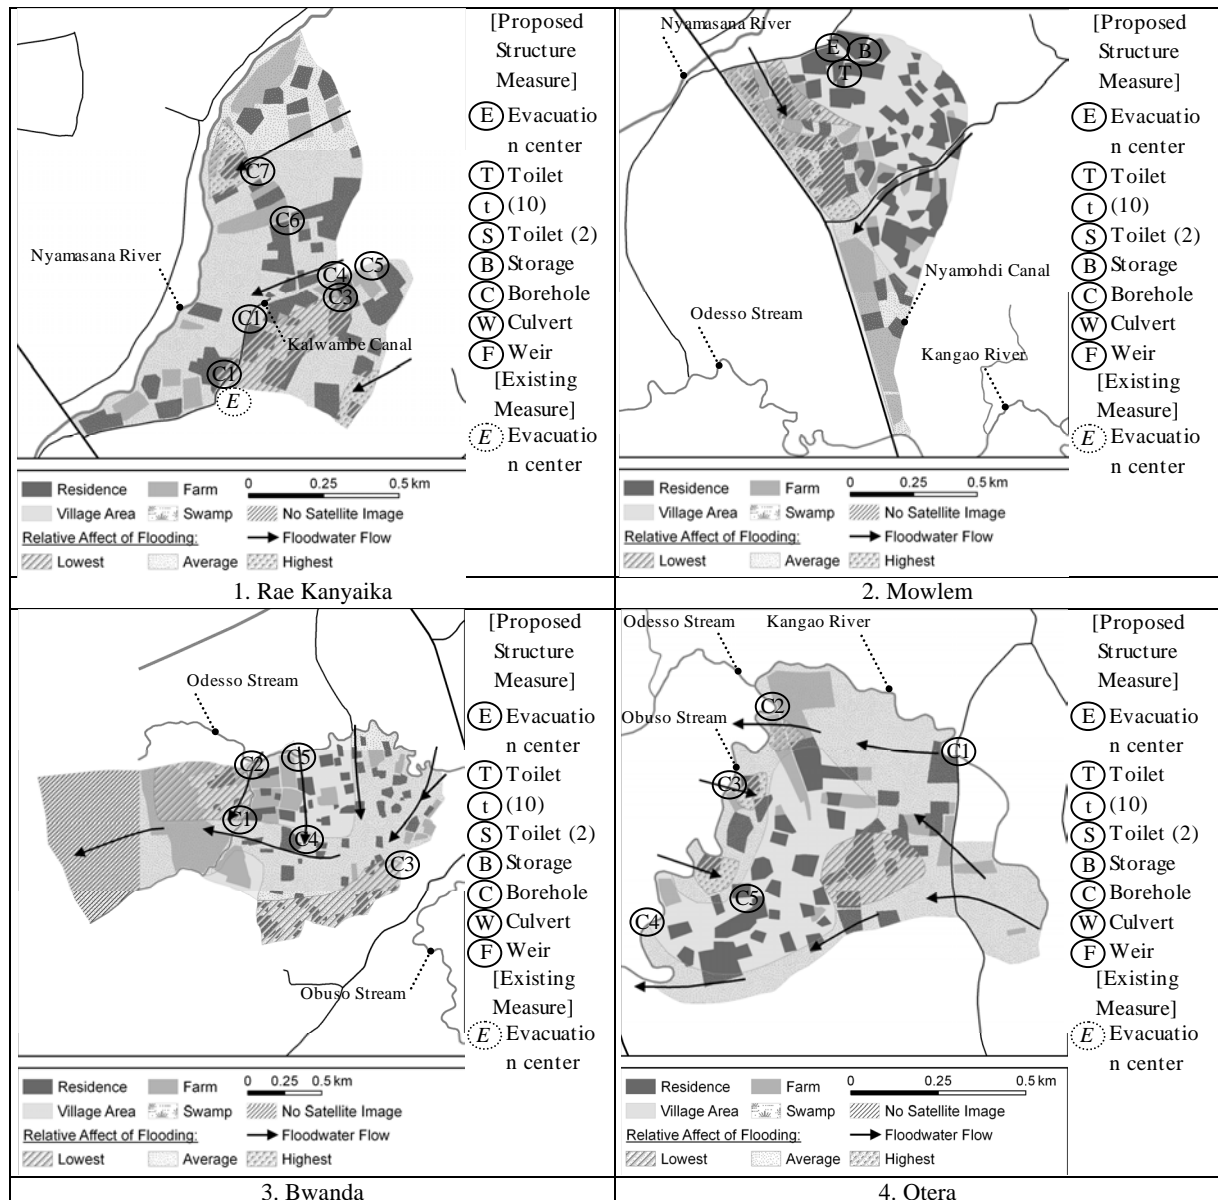 Nyamasana River
Kalwambe Canal
C7
C6
C5
C4
C3
C1
C1
E
[Proposed
Structure
Measure]
E Evacuatio
n center
T Toilet
t (10)
S Toilet (2)
B Storage
C Borehole
W Culvert
F Weir
[Existing
Measure]
E Evacuatio
n center
Residence Farm 0 0.25 0.5 km
Village Area Swamp No Satellite Image
Relative Affect of Flooding: Floodwater Flow
Lowest Average Highest
1. Rae Kanyaika
Nyamasana River
E B
T
Nyamohdi Canal
Odesso Stream
Kangao River
[Proposed
Structure
Measure]
E Evacuatio
n center
T Toilet
t (10)
S Toilet (2)
B Storage
C Borehole
W Culvert
F Weir
[Existing
Measure]
E Evacuatio
n center
Residence Farm 0 0.25 0.5 km
Village Area Swamp No Satellite Image
Relative Affect of Flooding: Floodwater Flow
Lowest Average Highest
2. Mowlem
Odesso Stream
C2 C5
C1
C4
C3
Obuso Stream
[Proposed
Structure
Measure]
E Evacuatio
n center
T Toilet
t (10)
S Toilet (2)
B Storage
C Borehole
W Culvert
F Weir
[Existing
Measure]
E Evacuatio
n center
Residence Farm 0 0.25 0.5 km
Village Area Swamp No Satellite Image
Relative Affect of Flooding: Floodwater Flow
Lowest Average Highest
3. Bwanda
Odesso Stream Kangao River
C2
Obuso Stream
C1
C3
C5
C4
[Proposed
Structure
Measure]
E Evacuatio
n center
T Toilet
t (10)
S Toilet (2)
B Storage
C Borehole
W Culvert
F Weir
[Existing
Measure]
E Evacuatio
n center
Residence Farm 0 0.25 0.5 km
Village Area Swamp No Satellite Image
Relative Affect of Flooding: Floodwater Flow
Lowest Average Highest
4. Otera